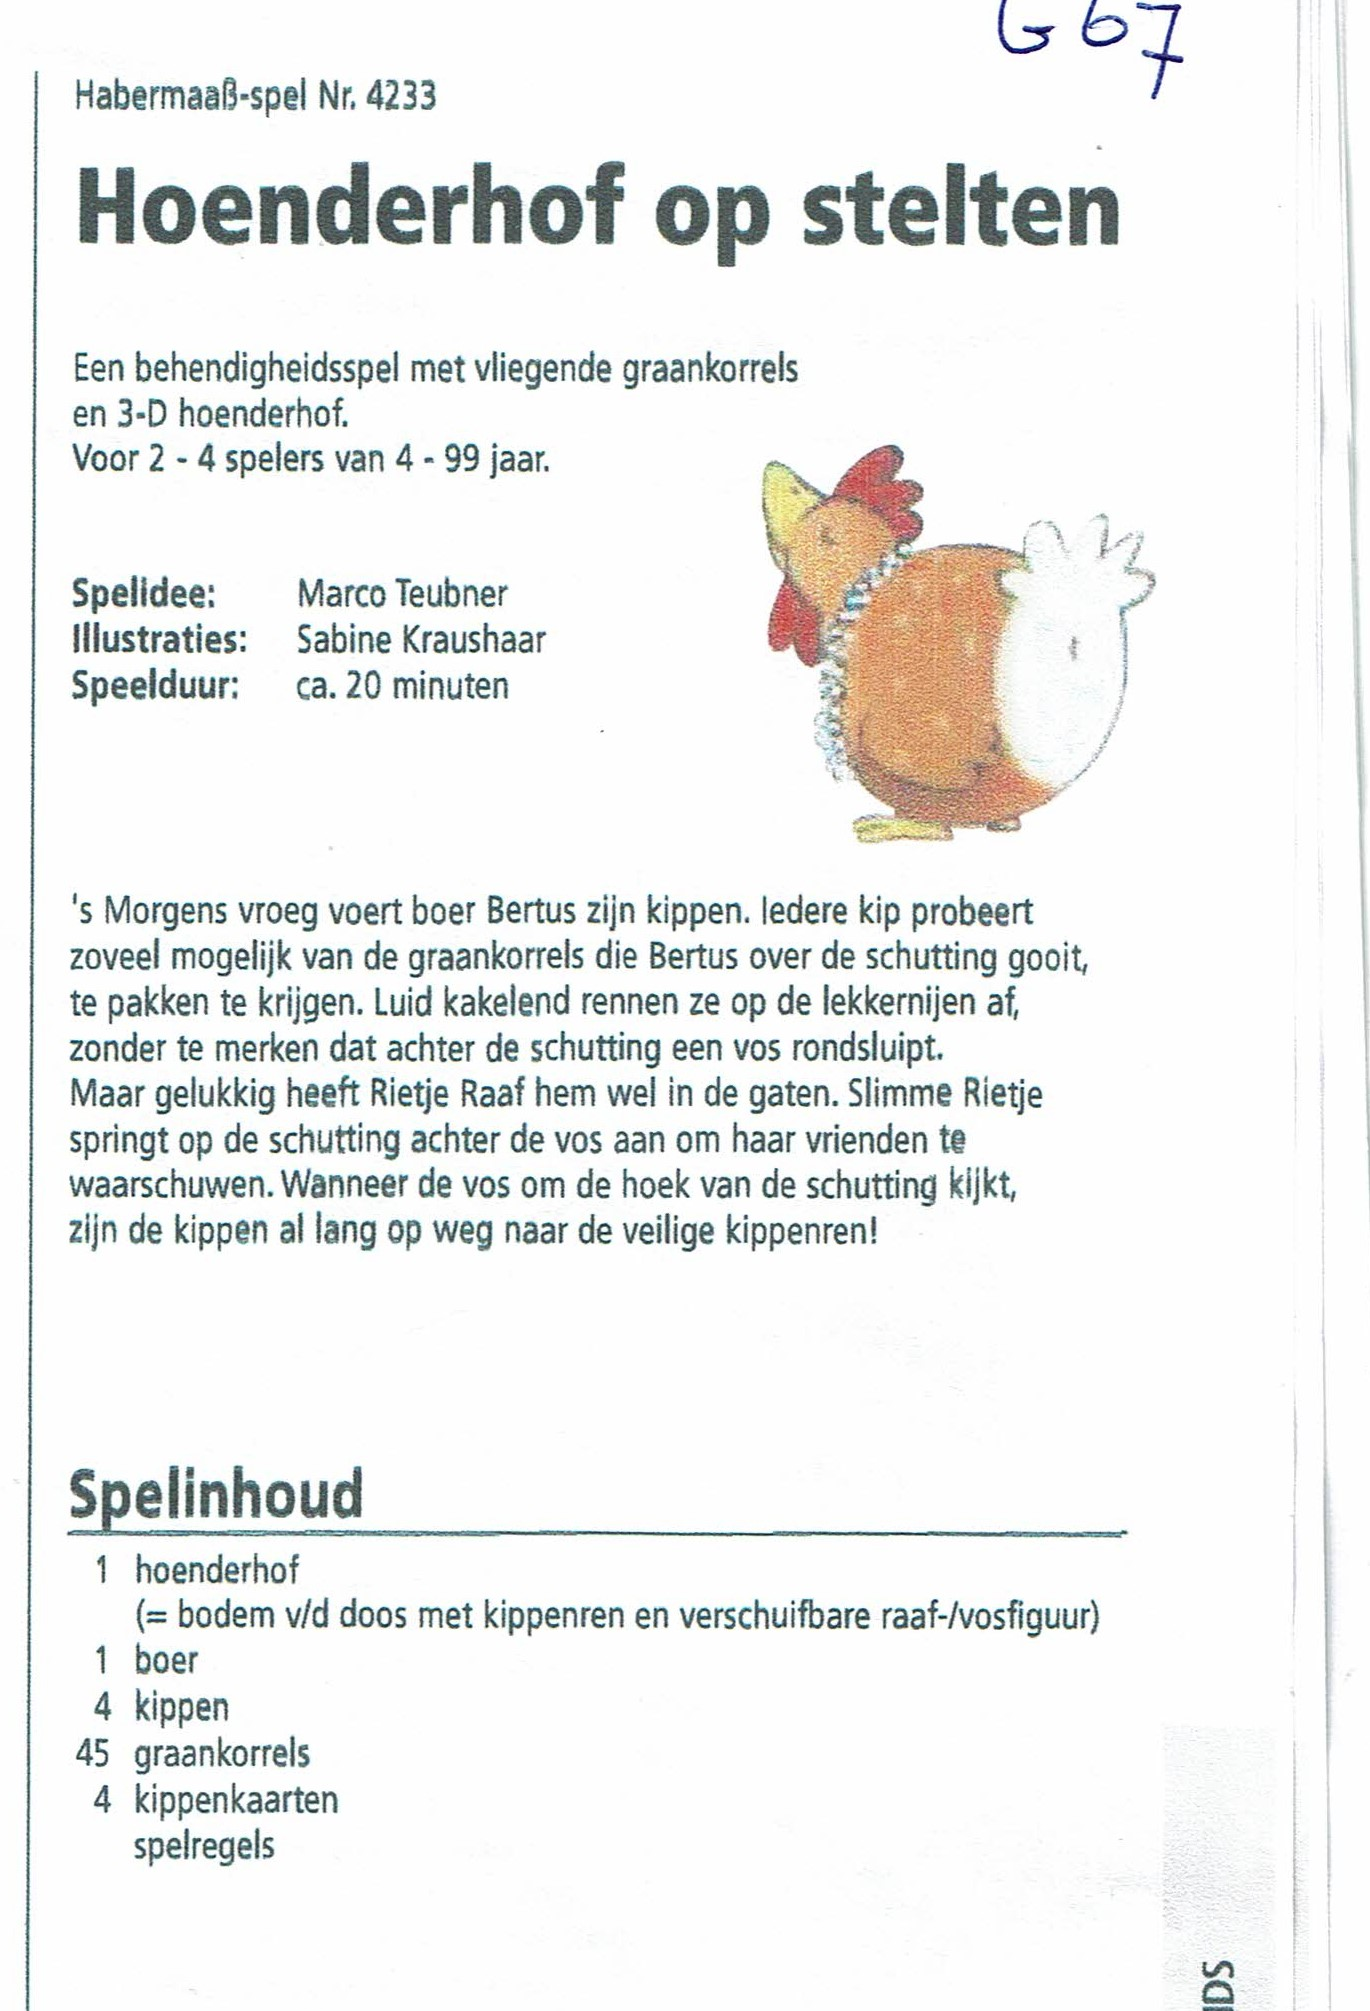 G 67
Habermaaß-spel Nr. 4233
Hoenderhof op stelten
Een behendigheidsspel met vliegende graankorrels
en 3-D hoenderhof.
Voor 2 - 4 spelers van 4 - 99 jaar.
Spelidee: Marco Teubner
Illustraties: Sabine Kraushaar
Speelduur: ca. 20 minuten
's Morgens vroeg voert boer Bertus zijn kippen. Iedere kip probeert
zoveel mogelijk van de graankorrels die Bertus over de schutting gooit,
te pakken te krijgen. Luid kakelend rennen ze op de lekkernijen af,
zonder te merken dat achter de schutting een vos rondsluipt.
Maar gelukkig heeft Rietje Raaf hem wel in de gaten. Slimme Rietje
springt op de schutting achter de vos aan om haar vrienden te
waarschuwen. Wanneer de vos om de hoek van de schutting kijkt,
zijn de kippen al lang op weg naar de veilige kippenren!
Spelinhoud
1 hoenderhof
(= bodem v/d doos met kippenren en verschuifbare raaf-/vosfiguur)
1 boer
4 kippen
45 graankorrels
4 kippenkaarten
spelregels